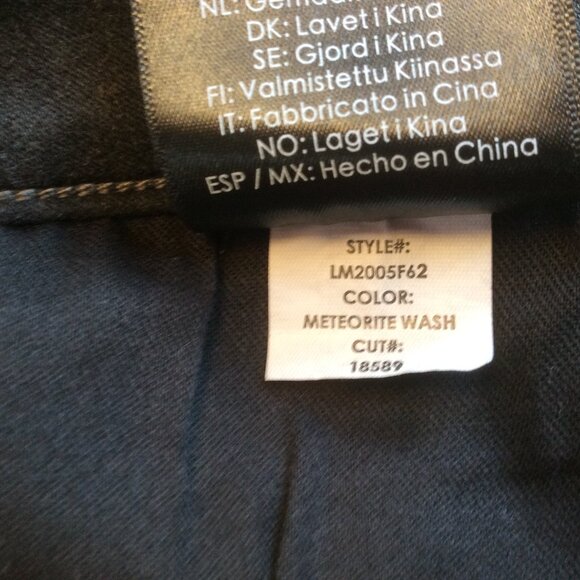 NL:
DK: Lavet i Kina
SE: Gjord i Kina
FI: Valmistettu Kiinassa
IT: Fabbricato in Cina
NO: Laget i Kina
ESP / MX: Hecho en China
STYLE#:
LM2005F62
COLOR:
METEORITE WASH
CUT#:
18589